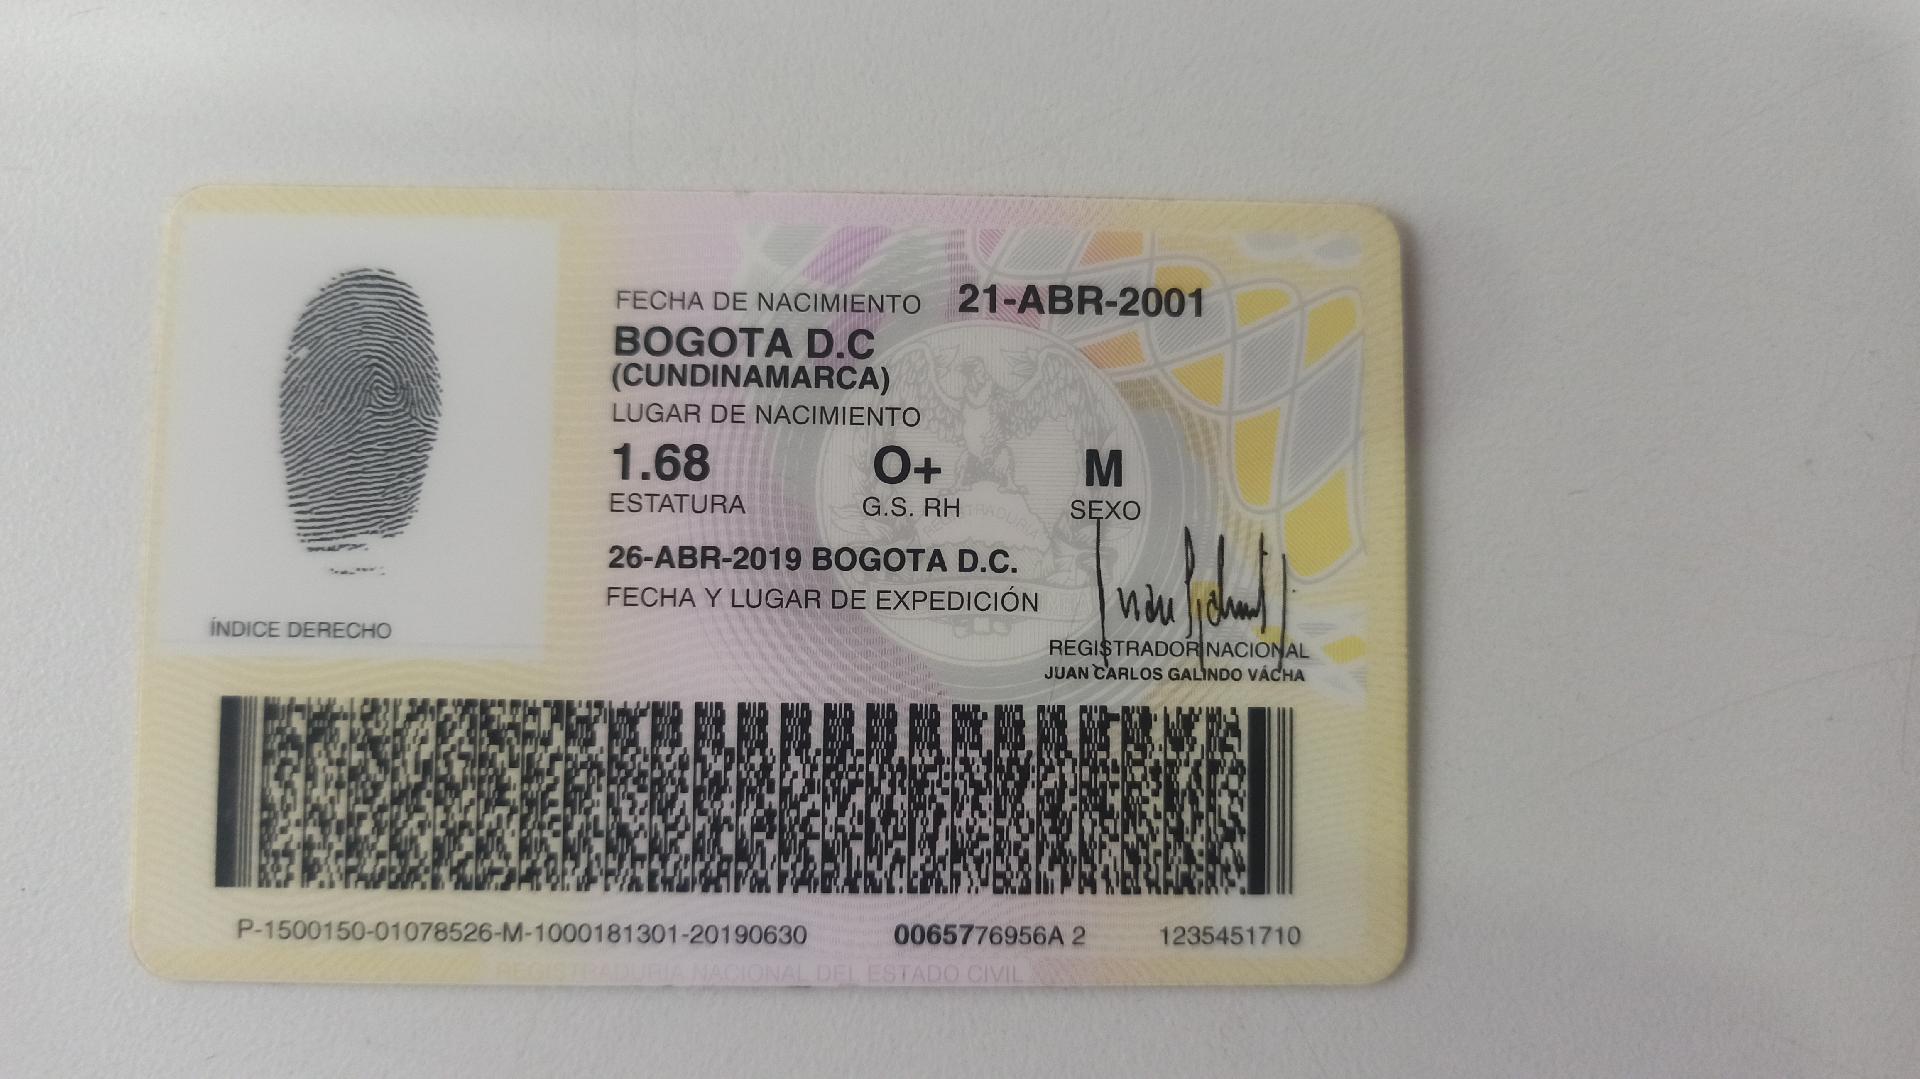 FECHA DE NACIMIENTO 21-ABR-2001
BOGOTA D.C
(CUNDINAMARCA)
LUGAR DE NACIMIENTO
1.68 O+ M
ESTATURA G.S. RH SEXO
26-ABR-2019 BOGOTA D.C.
FECHA Y LUGAR DE EXPEDICIÓN
ÍNDICE DERECHO
REGISTRADOR NACIONAL
JUAN CARLOS GALINDO VÁCHA
P-1500150-01078526-M-1000181301-20190630 0065776956A 2 1235451710
REGISTRADURIA NACIONAL DEL ESTADO CIVIL